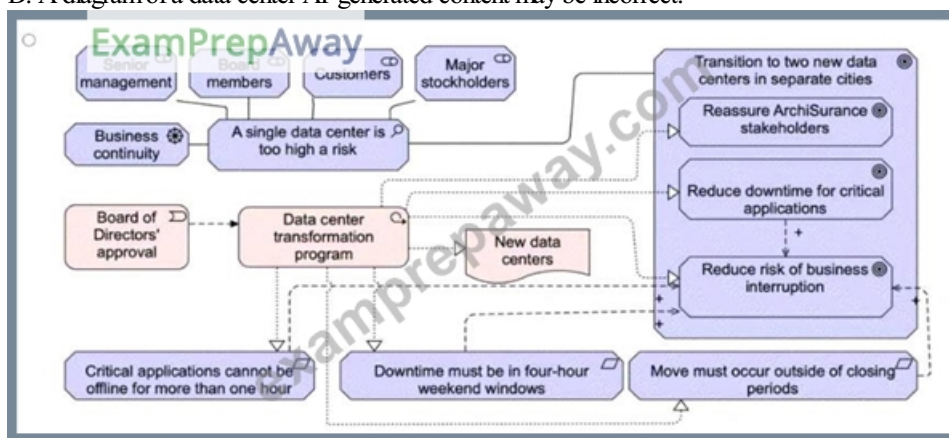 D. A diagram of a data center AI-generated content may be incorrect.
ExamPrepAway
Senior
management
Board
members
Customers
Major
stockholders
Business
continuity
A single data center is
too high a risk
Transition to two new data
centers in separate cities
Reassure ArchiSurance
stakeholders
Reduce downtime for critical
applications
+
Reduce risk of business
interruption
+
+
+
Board of
Directors'
approval
Data center
transformation
program
New data
centers
Critical applications cannot be
offline for more than one hour
Downtime must be in four-hour
weekend windows
Move must occur outside of closing
periods
examprepaway.com